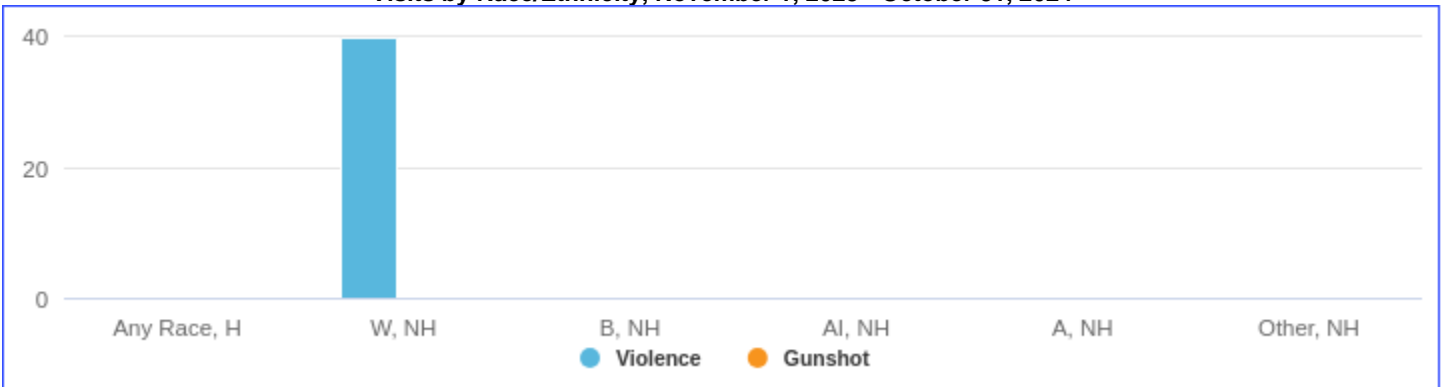 40
20
0
Any Race, H W, NH B, NH AI, NH A, NH Other, NH
Violence Gunshot